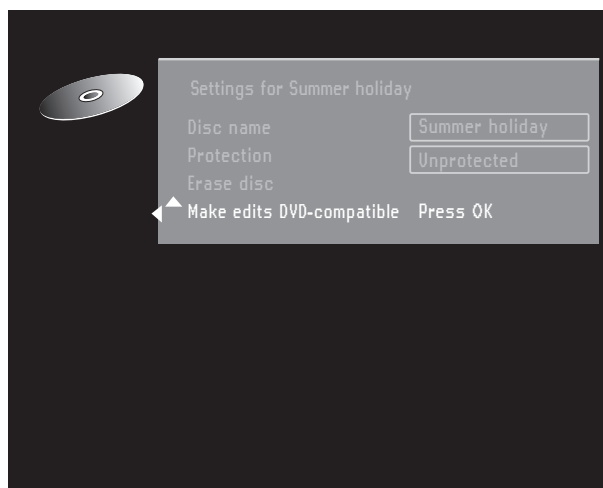 Settings for Summer holiday
Disc name Summer holiday
Protection Unprotected
Erase disc
Make edits DVD-compatible Press OK